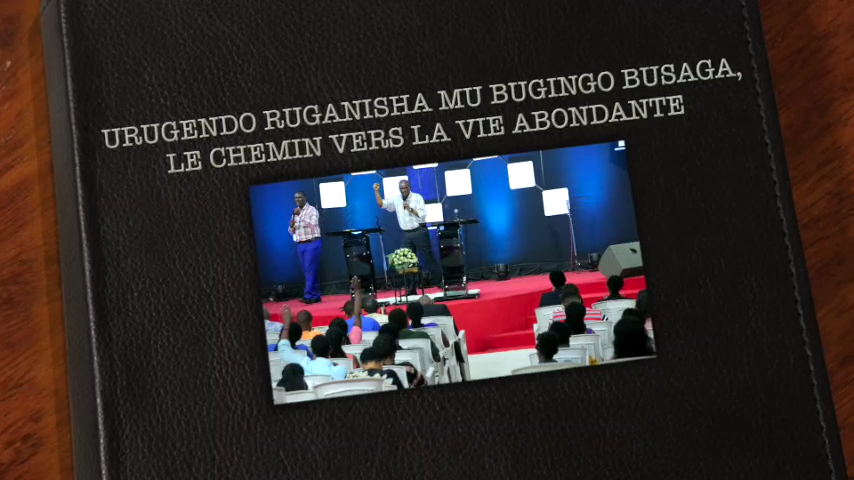 URUGENDO RUGANISHA MU BUGINGO BUSAGA,
LE CHEMIN VERS LA VIE ABONDANTE